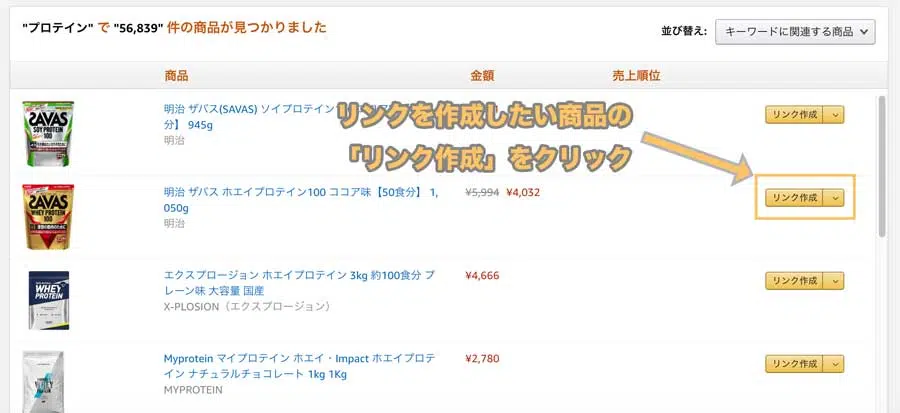 "プロテイン" で "56,839" 件の商品が見つかりました
並び替え: キーワードに関連する商品
商品 金額 売上順位
明治 ザバス(SAVAS) ソイプロテイン
分】 945g
明治
リンク作成
リンクを作成したい商品の
「リンク作成」をクリック
SAVAS
SOY PROTEIN
100
明治 ザバス ホエイプロテイン100 ココア味【50食分】 1,
050g
明治
¥5,994 ¥4,032
リンク作成
SAVAS
WHEY PROTEIN
100
エクスプロージョン ホエイプロテイン 3kg 約100食分 プ
レーン味 大容量 国産
X-PLOSION（エクスプロージョン）
¥4,666
リンク作成
WHEY
PROTEIN
Myprotein マイプロテイン ホエイ・Impact ホエイプロテ
イン ナチュラルチョコレート 1kg 1Kg
MYPROTEIN
¥2,780
リンク作成